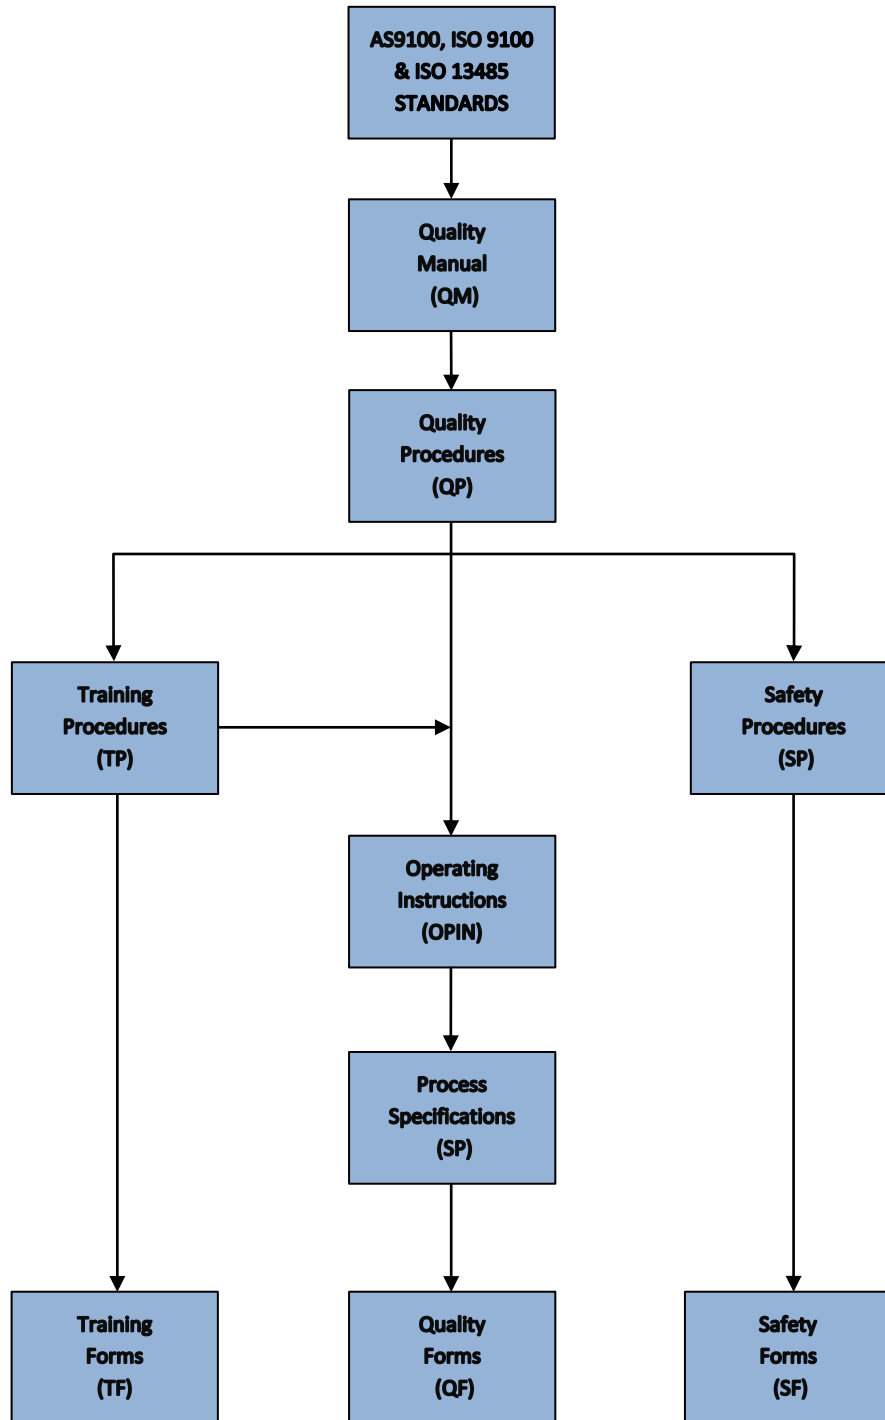 AS9100, ISO 9100
& ISO 13485
STANDARDS
Quality
Manual
(QM)
Quality
Procedures
(QP)
Training
Procedures
(TP)
Safety
Procedures
(SP)
Operating
Instructions
(OPIN)
Process
Specifications
(SP)
Training
Forms
(TF)
Quality
Forms
(QF)
Safety
Forms
(SF)